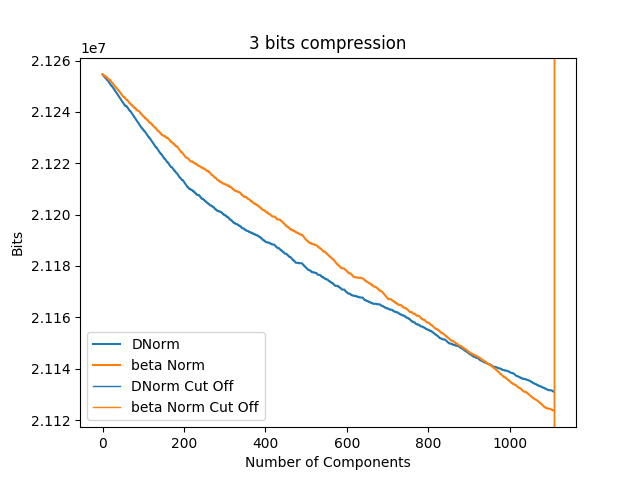 3 bits compression
1e7
2.126
2.124
2.122
2.120
2.118
2.116
2.114
2.112
Bits
DNorm
beta Norm
DNorm Cut Off
beta Norm Cut Off
0 200 400 600 800 1000
Number of Components